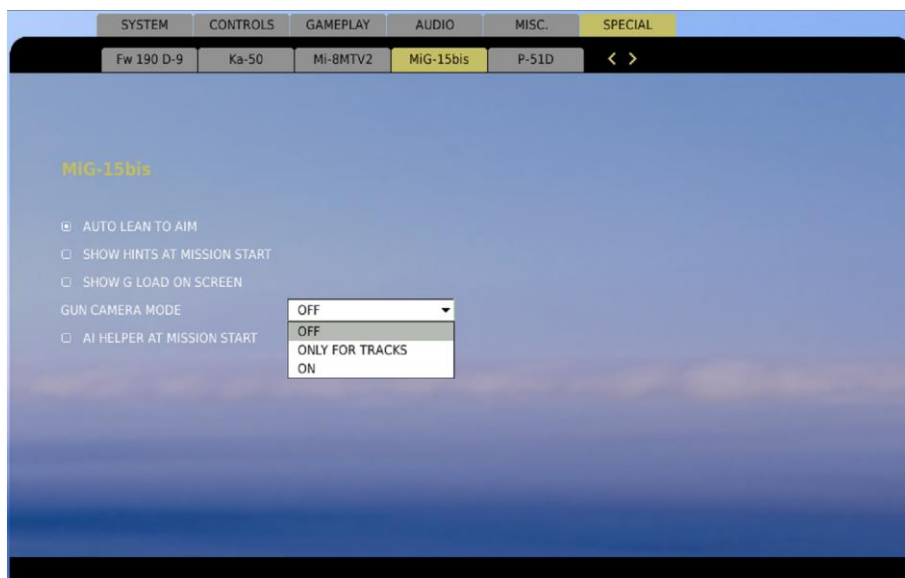 SYSTEM CONTROLS GAMEPLAY AUDIO MISC. SPECIAL
Fw 190 D-9 Ka-50 Mi-8MTV2 MiG-15bis P-51D < >
MiG-15bis
AUTO LEAN TO AIM
SHOW HINTS AT MISSION START
SHOW G LOAD ON SCREEN
GUN CAMERA MODE OFF
OFF
AI HELPER AT MISSION START
ONLY FOR TRACKS
ON